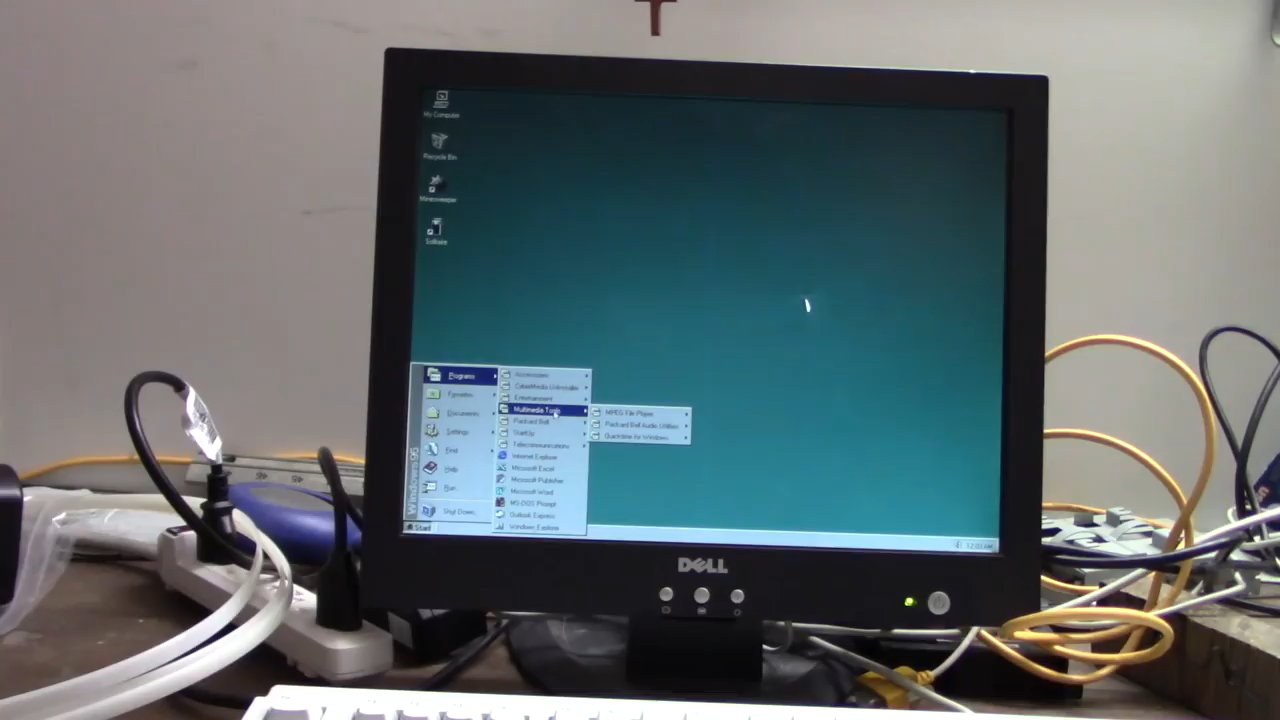 My Computer
Recycle Bin
Minesweeper
Solitaire
Windows 95
Programs
Favorites
Documents
Settings
Find
Help
Run...
Shut Down...
Accessories
Entertainment
Multimedia Tools
Packard Bell
StartUp
Telecommunications
Internet Explorer
Microsoft Excel
Microsoft Publisher
Microsoft Word
MS-DOS Prompt
Outlook Express
Windows Explorer
MPEG File Player
Packard Bell Audio Utilities
Quicktime for Windows
Start
DELL